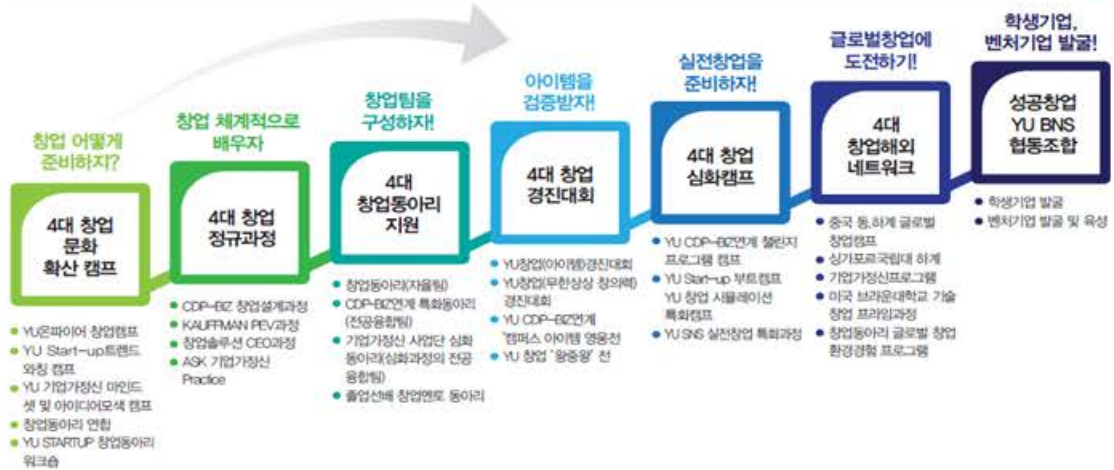 창업 어떻게
준비하지?
4대 창업
문화
확산 캠프
YU온파이어 창업캠프
YU Start-up트렌드
와칭 캠프
YU 기업가정신 마인드
셋 및 아이디어모색 캠프
창업동아리 연합
YU STARTUP 창업동아리
워크숍
창업 체계적으로
배우자
4대 창업
정규과정
CDP-BIZ 창업설계과정
KAUFFMAN PEV과정
창업솔루션 CEO과정
ASK 기업가정신
Practice
창업팀을
구성하자!
4대
창업동아리
지원
창업동아리(자율팀)
CDP-BIZ연계 특화동아리
(전공융합팀)
기업가정신 사업단 심화
동아리(심화과정의 전공
융합팀)
졸업선배 창업멘토 동아리
아이템을
검증받자!
4대 창업
경진대회
YU창업(아이템)경진대회
YU창업(무한상상 창의력)
경진대회
YU CDP-BIZ연계
'캠퍼스 아이템 영웅전
YU 창업 '왕중왕' 전
실전창업을
준비하자!
4대 창업
심화캠프
YU CDP-BIZ연계 챌린지
프로그램 캠프
YU Start-up 부트캠프
YU 창업 시뮬레이션
특화캠프
YU SNS 실전창업 특화과정
글로벌창업에
도전하기!
4대
창업해외
네트워크
중국 동,하계 글로벌
창업캠프
싱가포르국립대 하계
기업가정신프로그램
미국 브라운대학교 기술
창업 프라임과정
창업동아리 글로벌 창업
환경경험 프로그램
학생기업,
벤처기업 발굴!
성공창업
YU BNS
협동조합
학생기업 발굴
벤처기업 발굴 및 육성